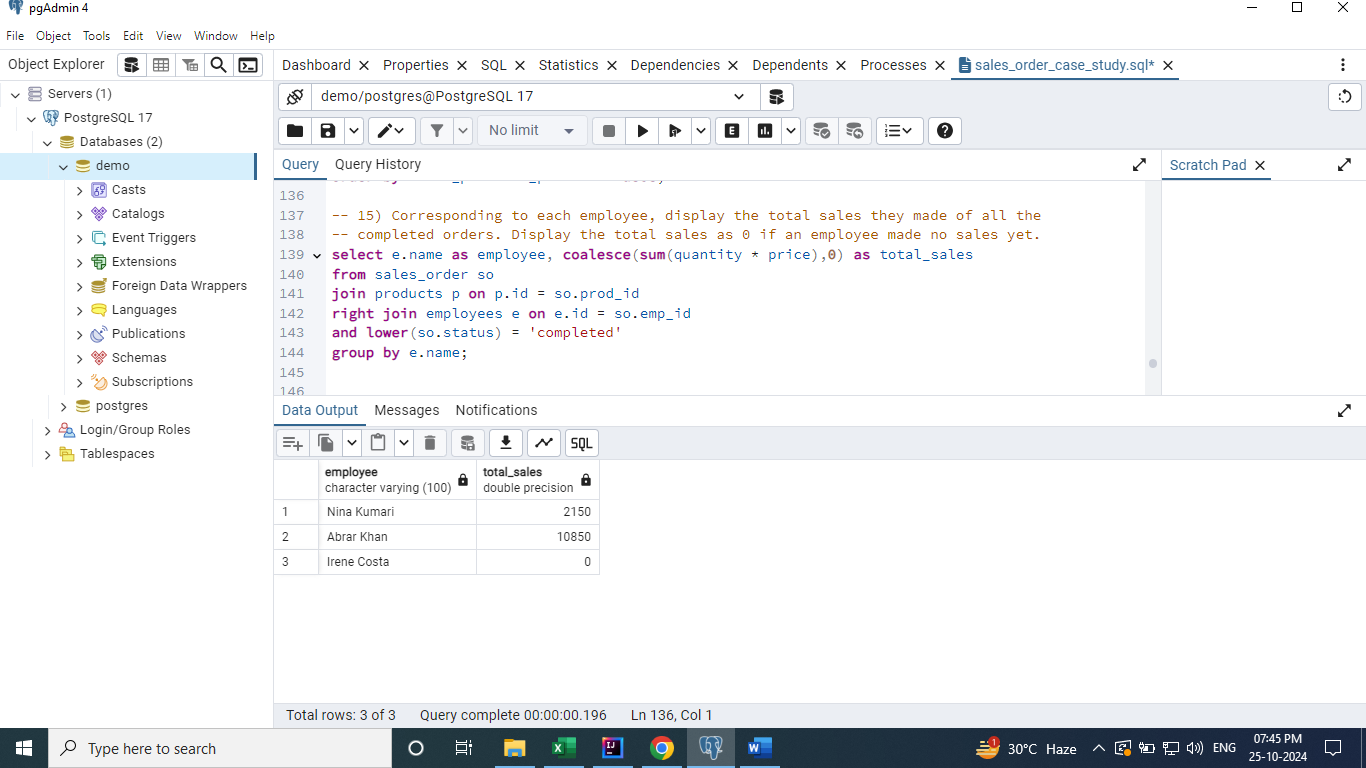 pgAdmin 4
File Object Tools Edit View Window Help
Object Explorer
Dashboard Properties SQL Statistics Dependencies Dependents Processes sales_order_case_study.sql*
Servers (1)
PostgreSQL 17
Databases (2)
demo
Casts
Catalogs
Event Triggers
Extensions
Foreign Data Wrappers
Languages
Publications
Schemas
Subscriptions
postgres
Login/Group Roles
Tablespaces
demo/postgres@PostgreSQL 17
No limit
E
Query Query History
Scratch Pad
136
137 -- 15) Corresponding to each employee, display the total sales they made of all the
138 -- completed orders. Display the total sales as 0 if an employee made no sales yet.
139 select e.name as employee, coalesce(sum(quantity * price),0) as total_sales
140 from sales_order so
141 join products p on p.id = so.prod_id
142 right join employees e on e.id = so.emp_id
143 and lower(so.status) = 'completed'
144 group by e.name;
145
146
Data Output Messages Notifications
SQL
employee total_sales
character varying (100) double precision
1 Nina Kumari 2150
2 Abrar Khan 10850
3 Irene Costa 0
Total rows: 3 of 3 Query complete 00:00:00.196 Ln 136, Col 1
Type here to search
1
30°C Haze
ENG
07:45 PM
25-10-2024